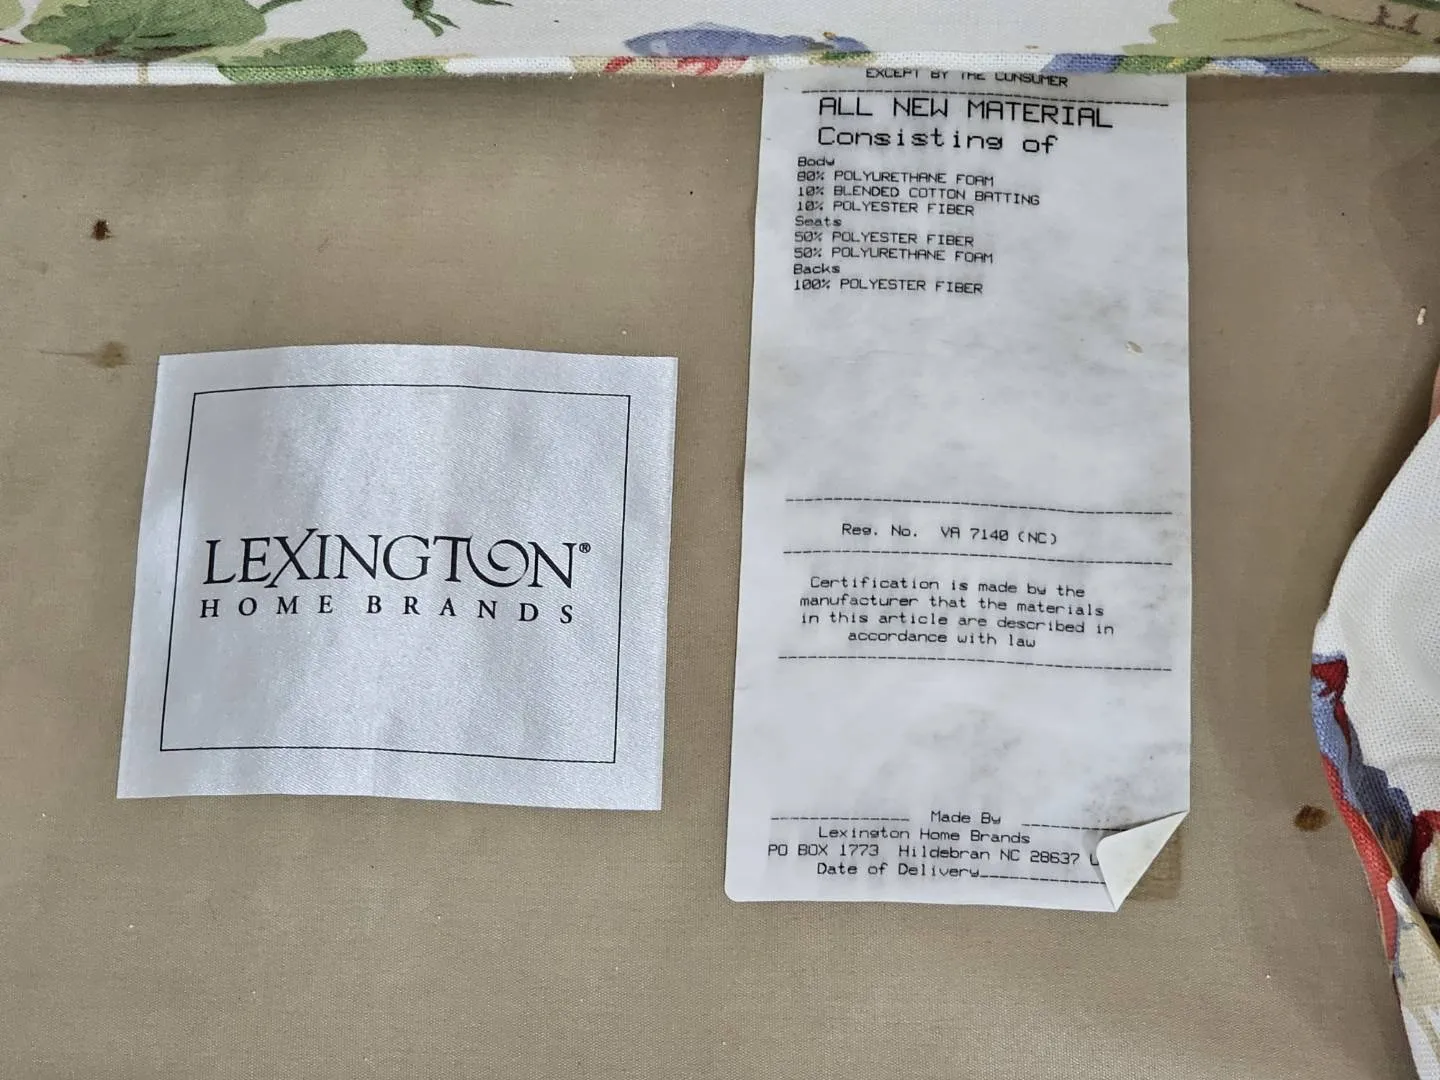 LEXINGTON®
HOME BRANDS
EXCEPT BY THE CONSUMER
ALL NEW MATERIAL
Consisting of
Body
80% POLYURETHANE FOAM
10% BLENDED COTTON BATTING
10% POLYESTER FIBER
Seats
50% POLYESTER FIBER
50% POLYURETHANE FOAM
Backs
100% POLYESTER FIBER
Reg. No. VA 7140 (NC)
Certification is made by the
manufacturer that the materials
in this article are described in
accordance with law
Made By
Lexington Home Brands
PO BOX 1773 Hildebran NC 28637
Date of Delivery